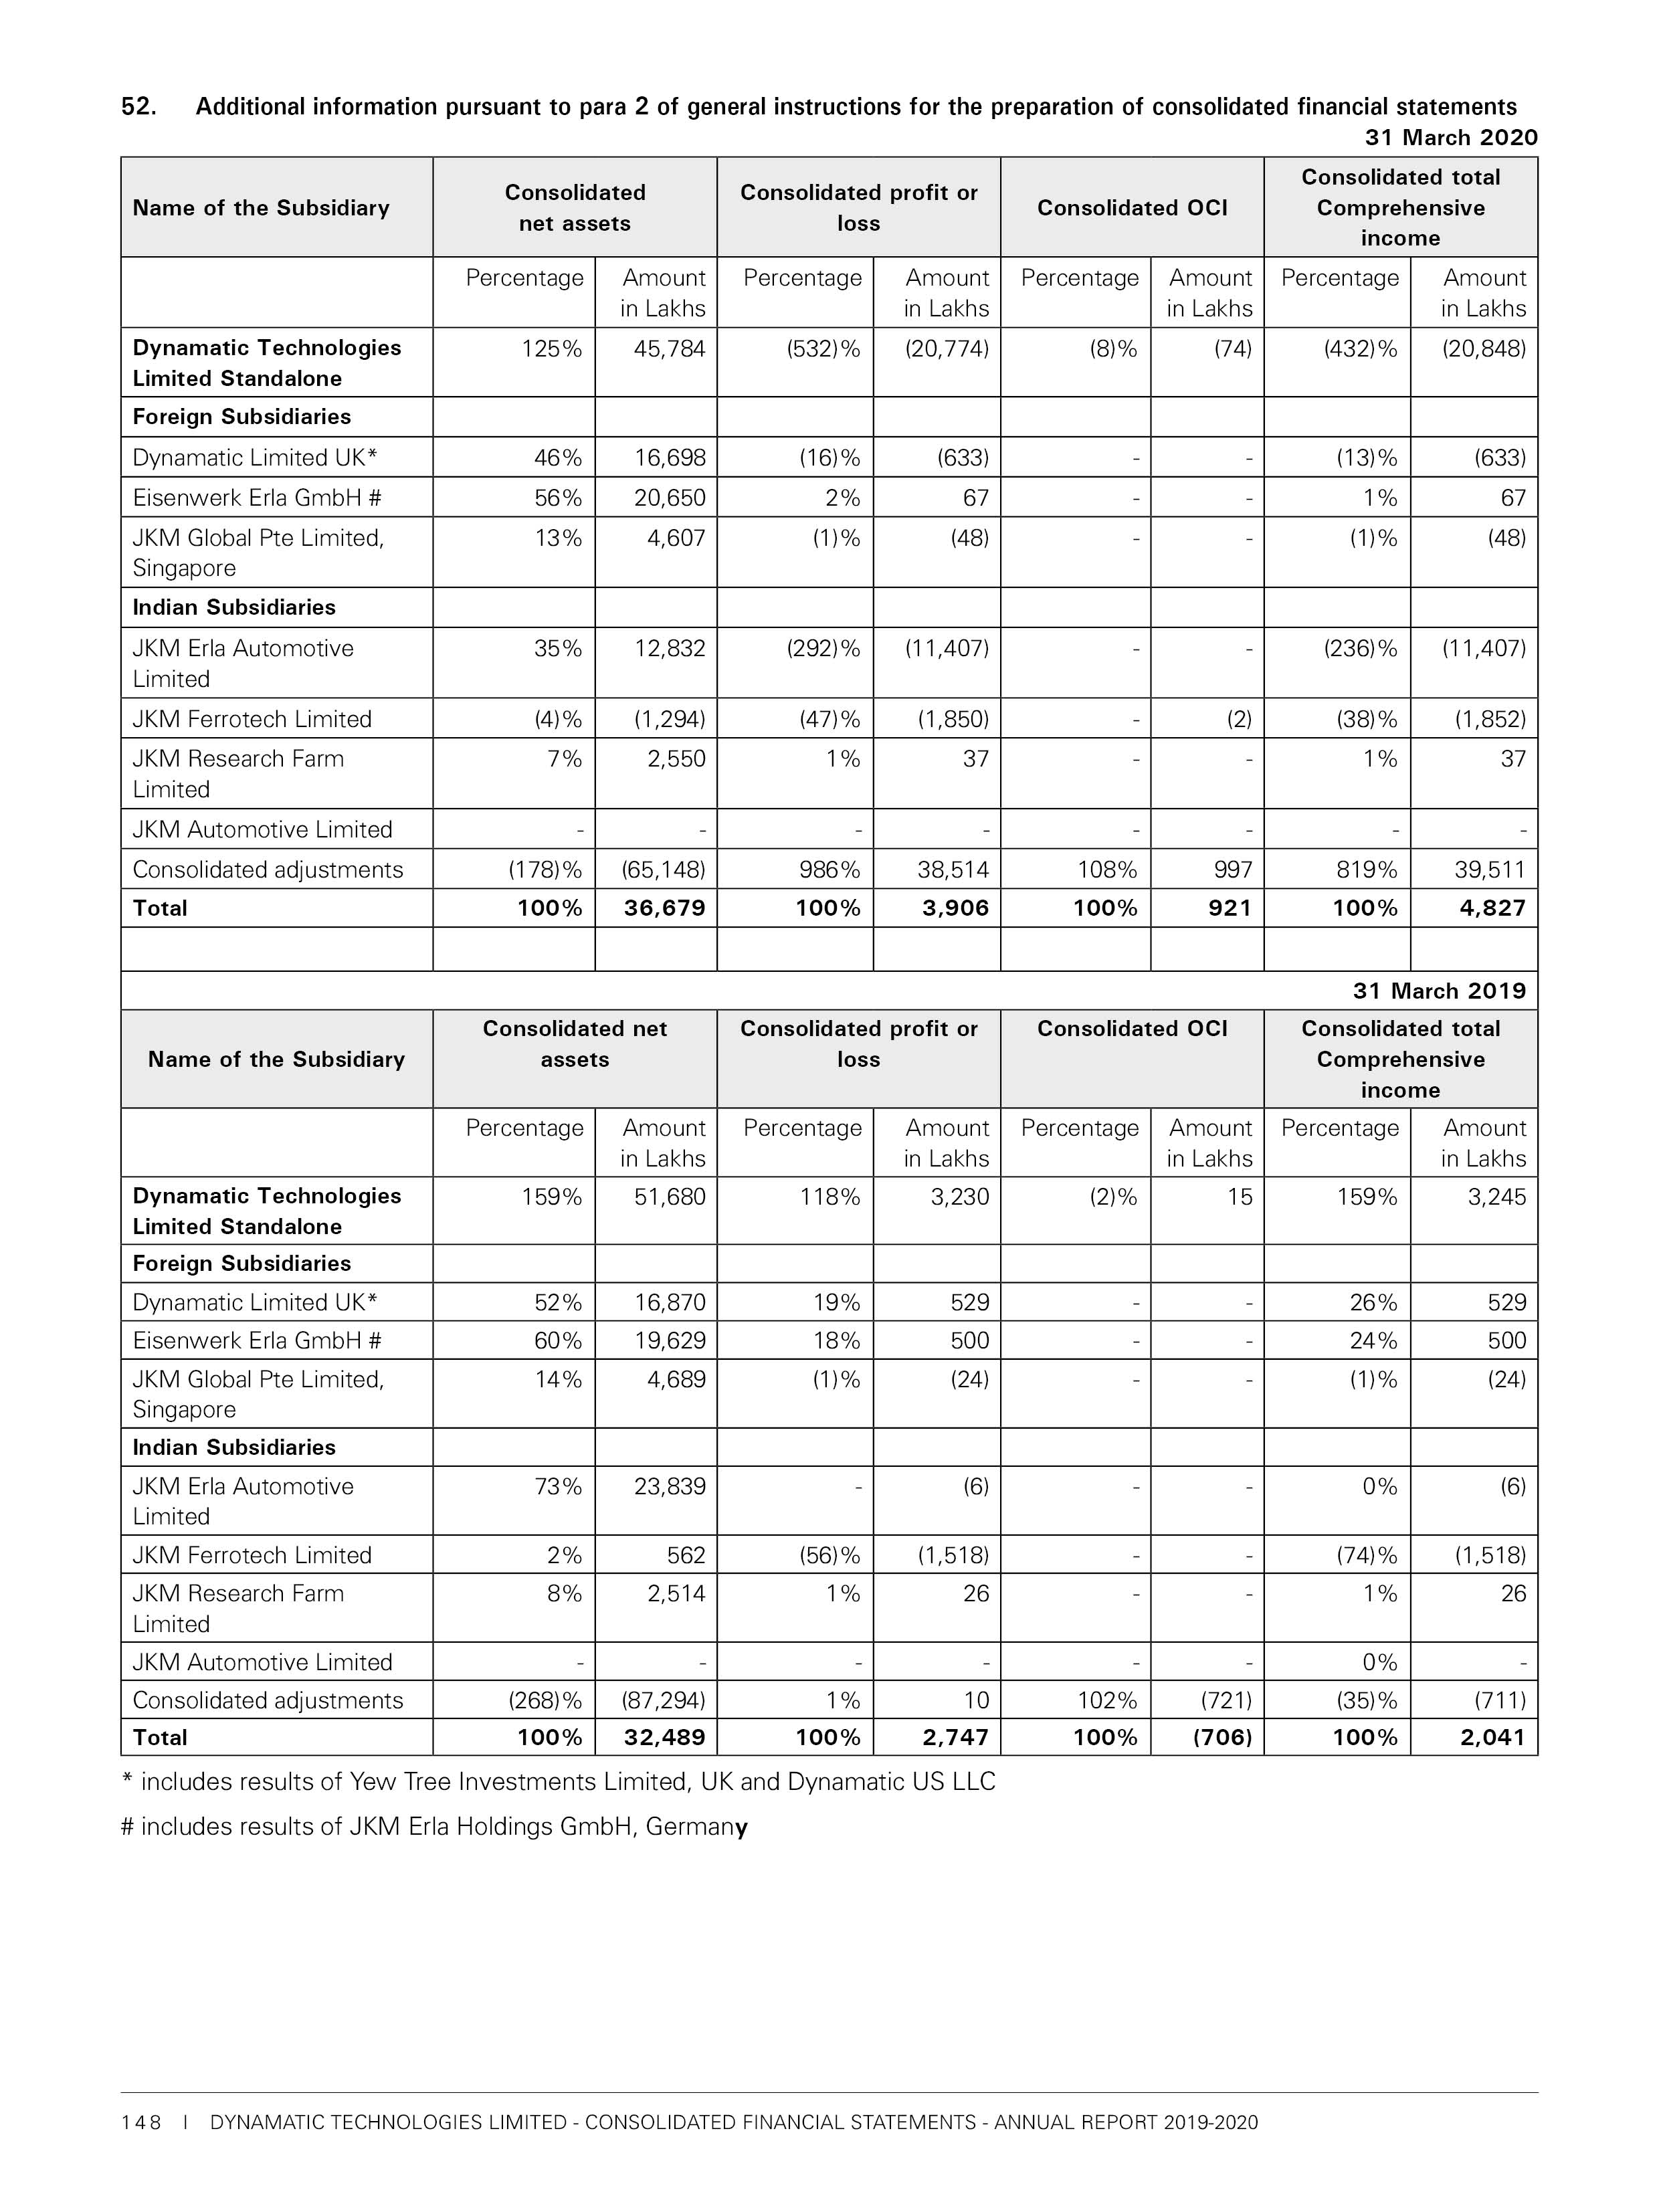 52. Additional information pursuant to para 2 of general instructions for the preparation of consolidated financial statements
31 March 2020
Name of the Subsidiary Consolidated net assets Consolidated profit or loss Consolidated OCI Consolidated total Comprehensive income
Percentage Amount in Lakhs Percentage Amount in Lakhs Percentage Amount in Lakhs Percentage Amount in Lakhs
Dynamatic Technologies Limited Standalone 125% 45,784 (532)% (20,774) (8)% (74) (432)% (20,848)
Foreign Subsidiaries
Dynamatic Limited UK* 46% 16,698 (16)% (633) - - (13)% (633)
Eisenwerk Erla GmbH # 56% 20,650 2% 67 - - 1% 67
JKM Global Pte Limited, Singapore 13% 4,607 (1)% (48) - - (1)% (48)
Indian Subsidiaries
JKM Erla Automotive Limited 35% 12,832 (292)% (11,407) - - (236)% (11,407)
JKM Ferrotech Limited (4)% (1,294) (47)% (1,850) - (2) (38)% (1,852)
JKM Research Farm Limited 7% 2,550 1% 37 - - 1% 37
JKM Automotive Limited - - - - - - - -
Consolidated adjustments (178)% (65,148) 986% 38,514 108% 997 819% 39,511
Total 100% 36,679 100% 3,906 100% 921 100% 4,827
31 March 2019
Name of the Subsidiary Consolidated net assets Consolidated profit or loss Consolidated OCI Consolidated total Comprehensive income
Percentage Amount in Lakhs Percentage Amount in Lakhs Percentage Amount in Lakhs Percentage Amount in Lakhs
Dynamatic Technologies Limited Standalone 159% 51,680 118% 3,230 (2)% 15 159% 3,245
Foreign Subsidiaries
Dynamatic Limited UK* 52% 16,870 19% 529 - - 26% 529
Eisenwerk Erla GmbH # 60% 19,629 18% 500 - - 24% 500
JKM Global Pte Limited, Singapore 14% 4,689 (1)% (24) - - (1)% (24)
Indian Subsidiaries
JKM Erla Automotive Limited 73% 23,839 - (6) - - 0% (6)
JKM Ferrotech Limited 2% 562 (56)% (1,518) - - (74)% (1,518)
JKM Research Farm Limited 8% 2,514 1% 26 - - 1% 26
JKM Automotive Limited - - - - - - 0% -
Consolidated adjustments (268)% (87,294) 1% 10 102% (721) (35)% (711)
Total 100% 32,489 100% 2,747 100% (706) 100% 2,041
* includes results of Yew Tree Investments Limited, UK and Dynamatic US LLC
# includes results of JKM Erla Holdings GmbH, Germany
148 I DYNAMATIC TECHNOLOGIES LIMITED - CONSOLIDATED FINANCIAL STATEMENTS - ANNUAL REPORT 2019-2020